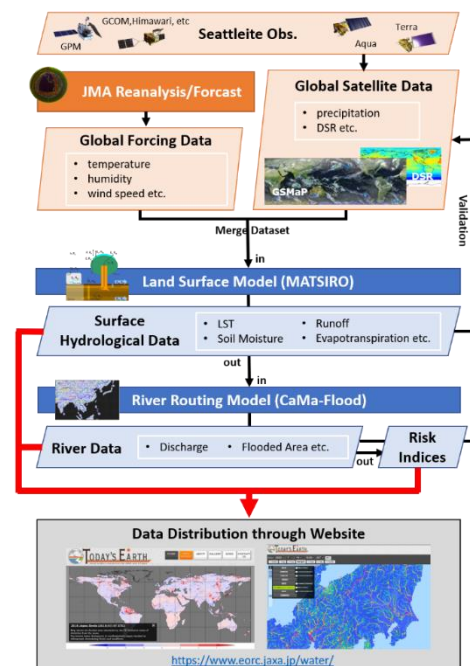 GCOM,Himawari, etc
GPM
Seattleite Obs.
Terra
Aqua
JMA Reanalysis/Forcast
Global Satellite Data
• precipitation
• DSR etc.
GSMaP
DSR
Global Forcing Data
• temperature
• humidity
• wind speed etc.
Validation
Merge Dataset
in
Land Surface Model (MATSIRO)
Surface
Hydrological Data
• LST
• Soil Moisture
• Runoff
• Evapotranspiration etc.
out
in
River Routing Model (CaMa-Flood)
River Data
• Discharge
• Flooded Area etc.
out
Risk
Indices
Data Distribution through Website
TODAY'S EARTH
https://www.eorc.jaxa.jp/water/